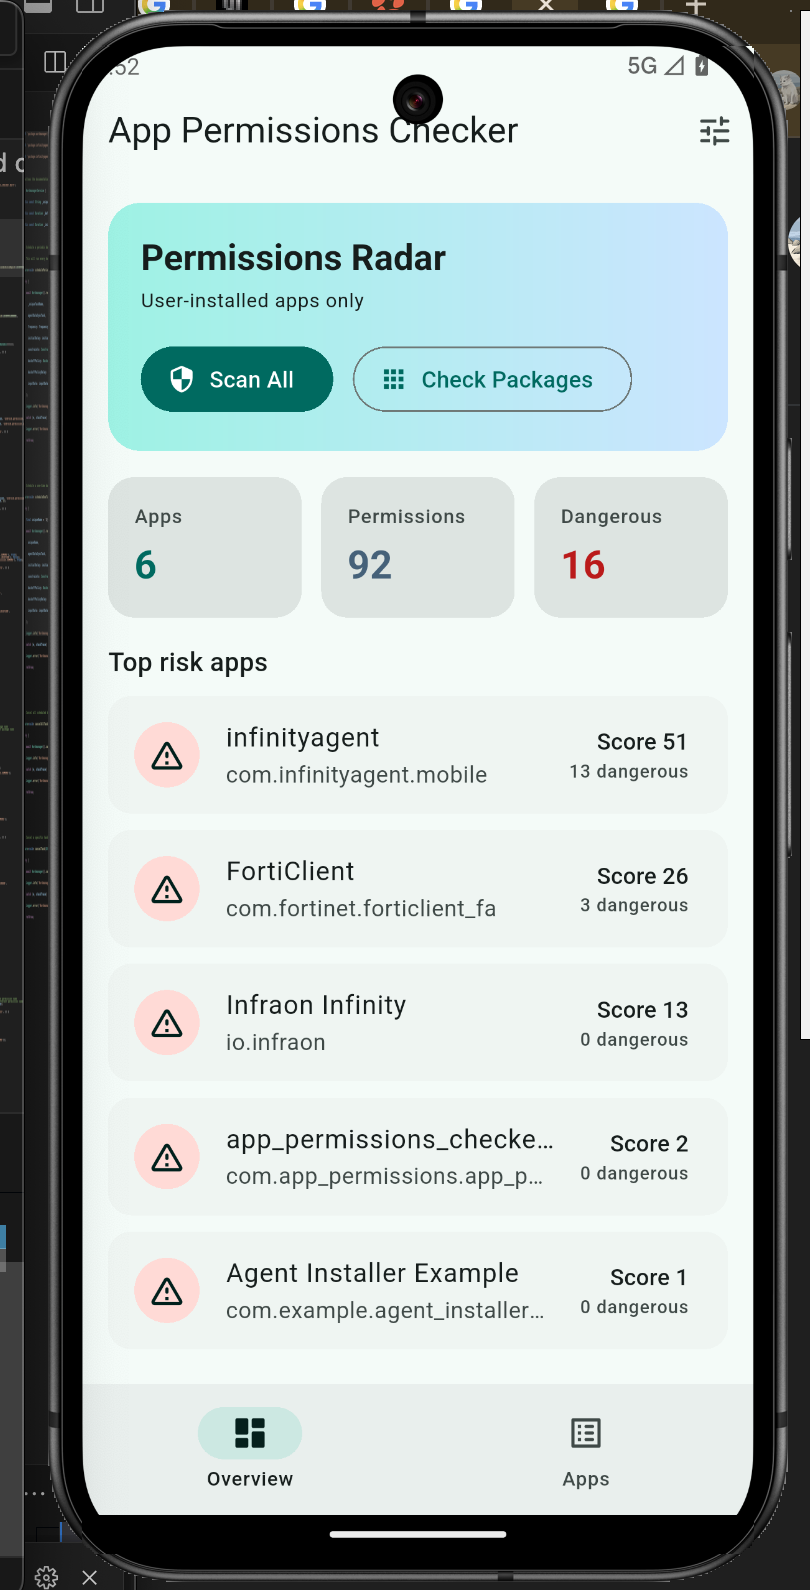 :52
5G
App Permissions Checker
Permissions Radar
User-installed apps only
Scan All
Check Packages
Apps
Permissions
Dangerous
6
92
16
Top risk apps
infinityagent
Score 51
com.infinityagent.mobile
13 dangerous
FortiClient
Score 26
com.fortinet.forticlient_fa
3 dangerous
Infraon Infinity
Score 13
io.infraon
0 dangerous
app_permissions_checke...
Score 2
com.app_permissions.app_p...
0 dangerous
Agent Installer Example
Score 1
com.example.agent_installer...
0 dangerous
Overview
Apps